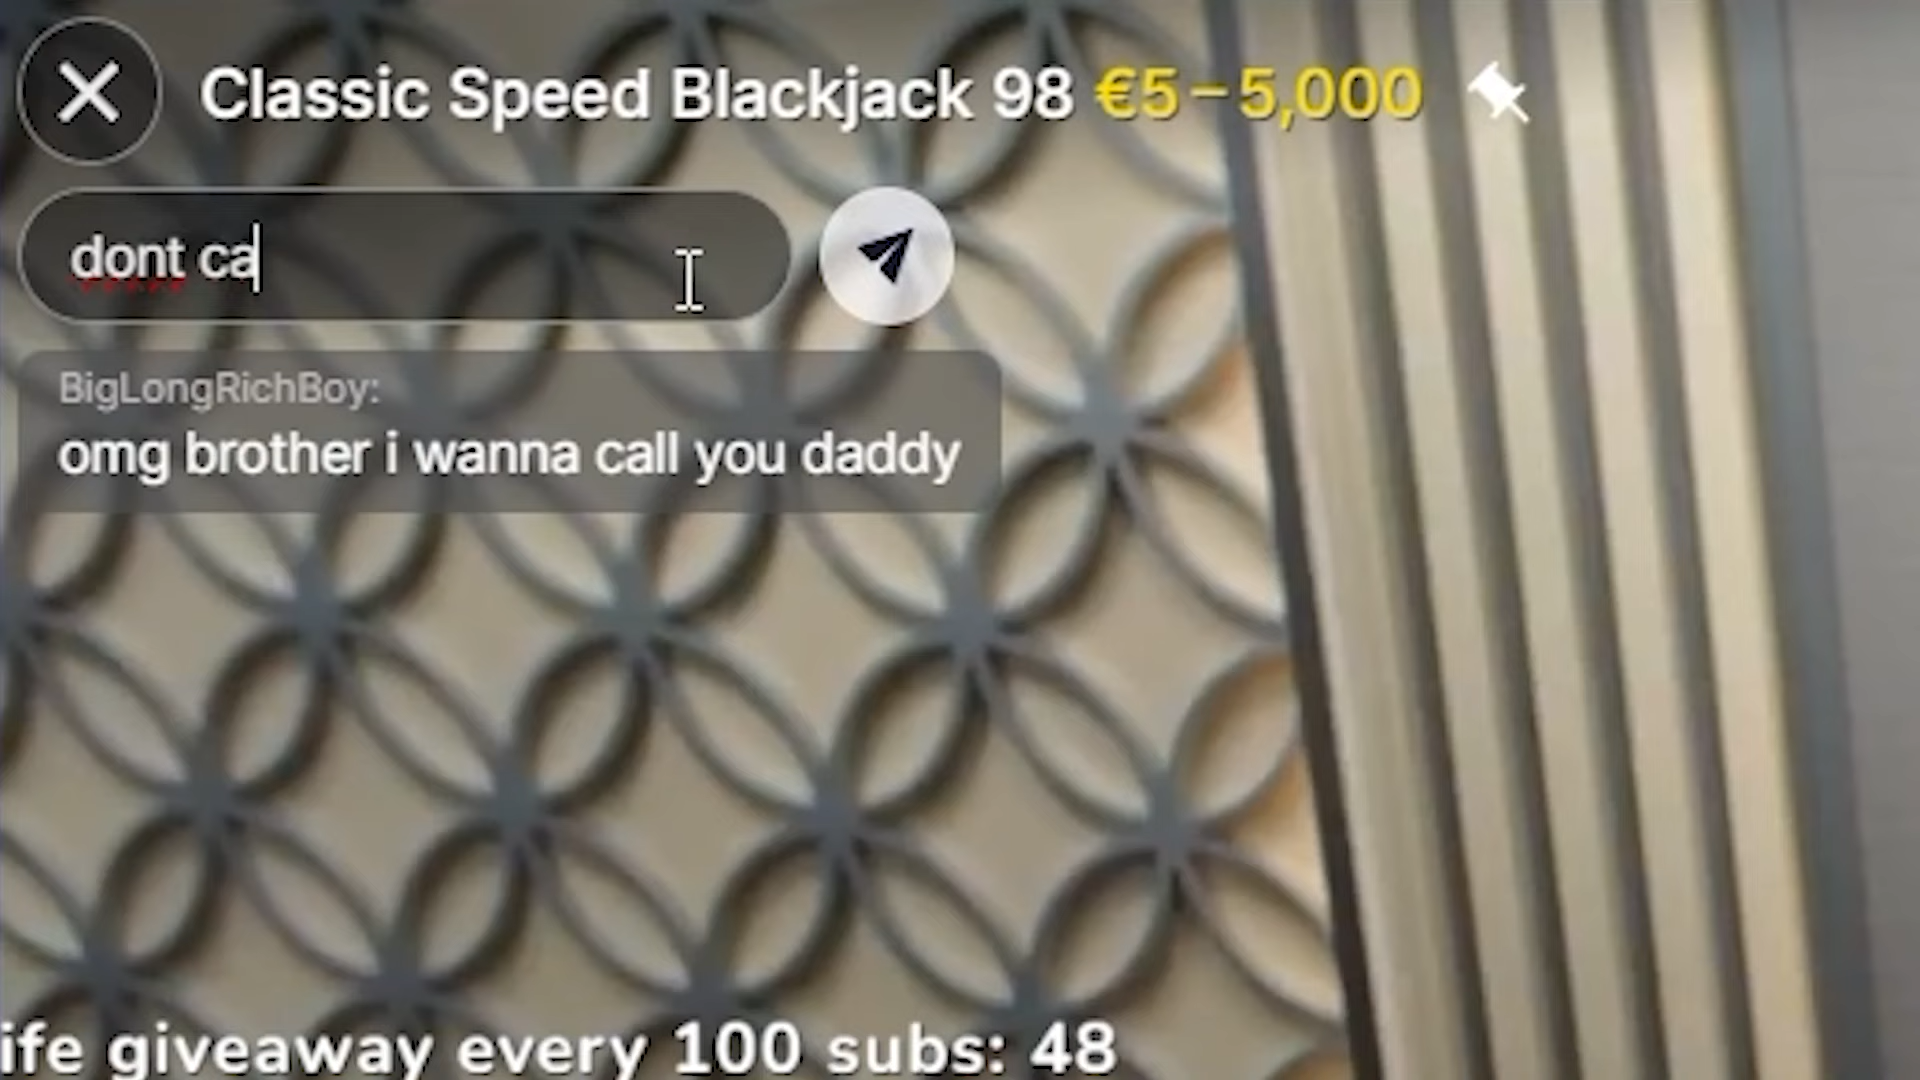 Classic Speed Blackjack 98 €5–5,000
dont ca
BigLongRichBoy:
omg brother i wanna call you daddy
ife giveaway every 100 subs: 48